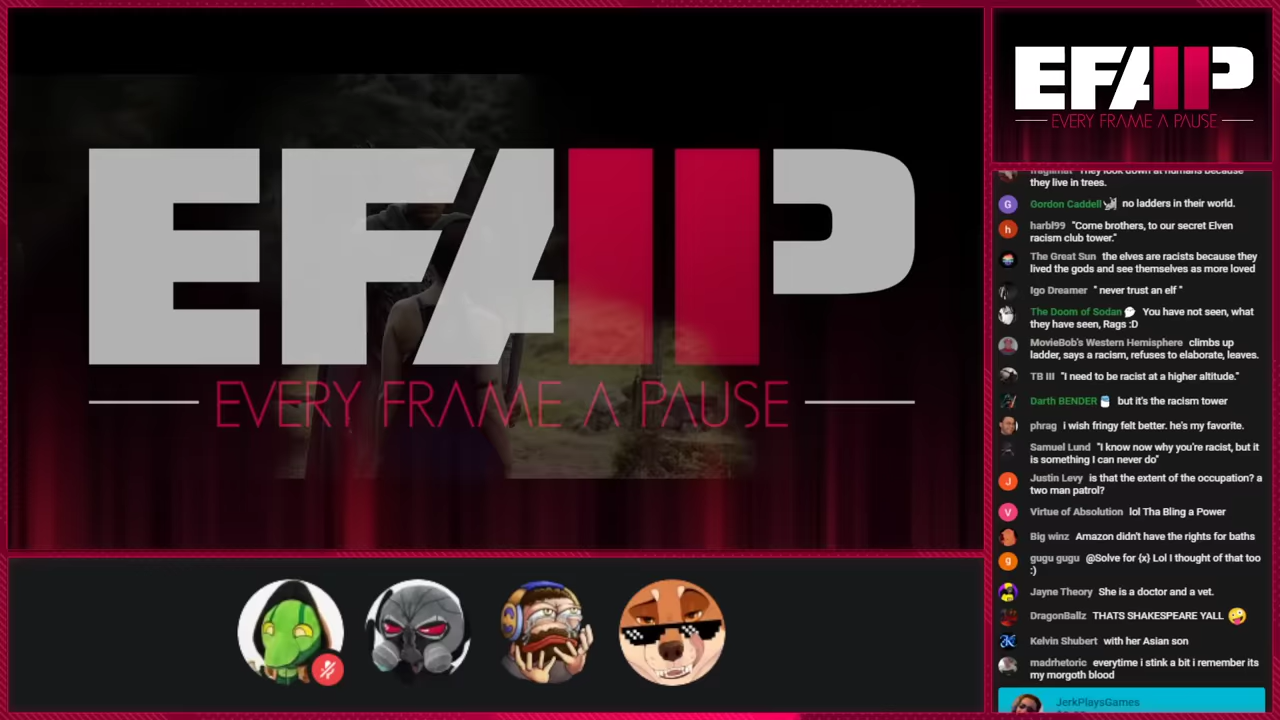 EFAP
EVERY FRAME A PAUSE
EFAP
EVERY FRAME A PAUSE
They look down at humans because
they live in trees.
Gordon Caddell no ladders in their world.
harbl99 "Come brothers, to our secret Elven
racism club tower."
The Great Sun the elves are racists because they
lived the gods and see themselves as more loved
Igo Dreamer " never trust an elf "
The Doom of Sodan You have not seen, what
they have seen, Rags :D
MovieBob's Western Hemisphere climbs up
ladder, says a racism, refuses to elaborate, leaves.
TB III "I need to be racist at a higher altitude."
Darth BENDER but it's the racism tower
phrag i wish fringy felt better. he's my favorite.
Samuel Lund "I know now why you're racist, but it
is something I can never do"
Justin Levy is that the extent of the occupation? a
two man patrol?
Virtue of Absolution lol Tha Bling a Power
Big winz Amazon didn't have the rights for baths
gugu gugu @Solve for {x} Lol I thought of that too
:)
Jayne Theory She is a doctor and a vet.
DragonBallz THATS SHAKESPEARE YALL 🤪
Kelvin Shubert with her Asian son
madrhetoric everytime i stink a bit i remember its
my morgoth blood
JerkPlaysGames